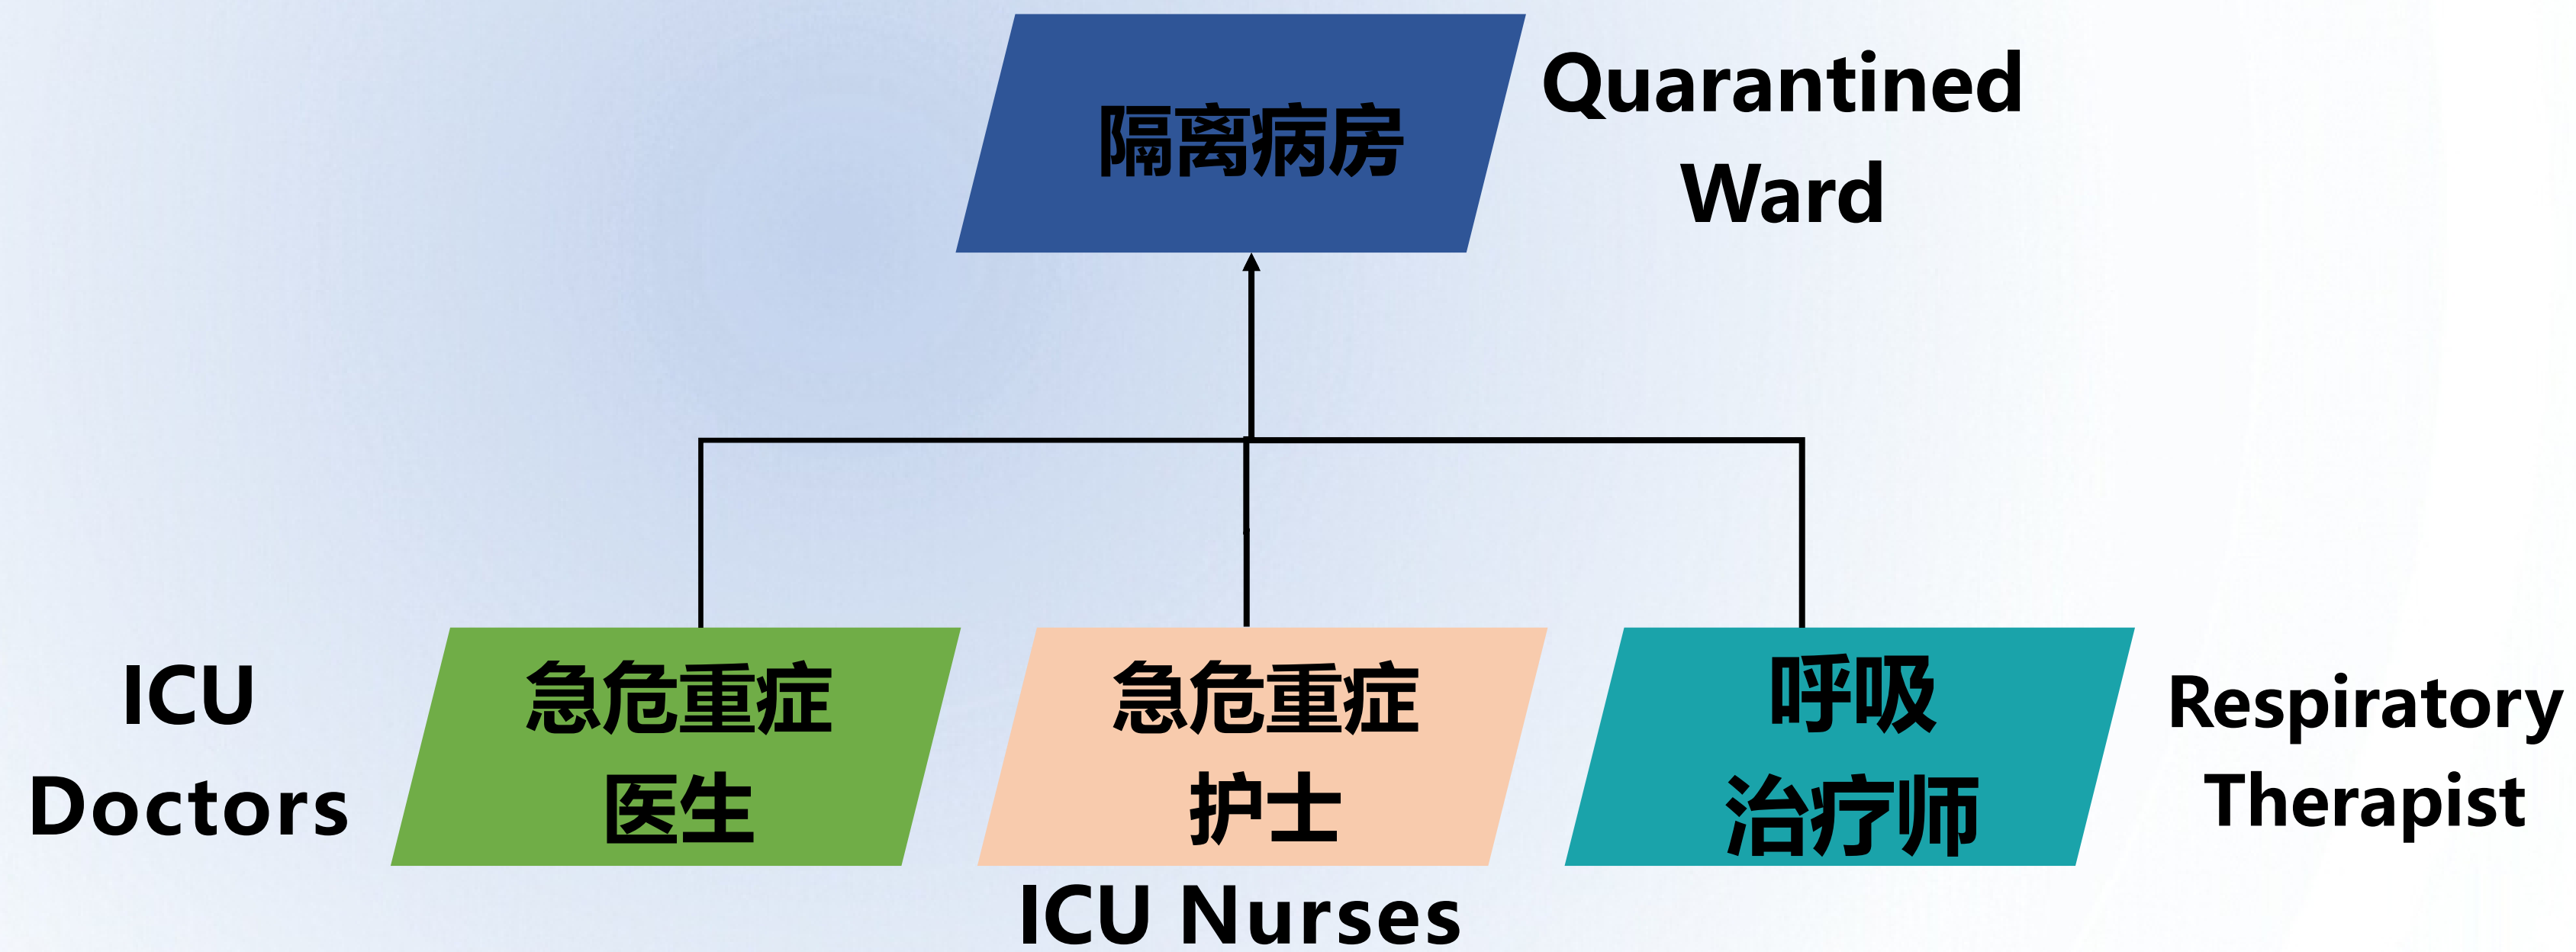 隔离病房
Quarantined
Ward
ICU
Doctors
急危重症
医生
急危重症
护士
ICU Nurses
呼吸
治疗师
Respiratory
Therapist